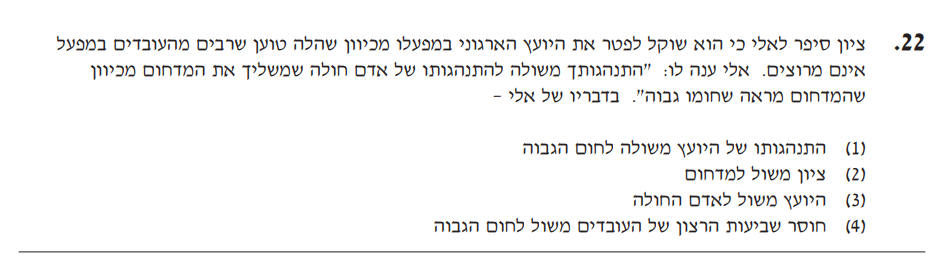 22. ציון סיפר לאלי כי הוא שוקל לפטר את היועץ הארגוני במפעלו מכיוון שהלה טוען שרבים מהעובדים במפעל
אינם מרוצים. אלי ענה לו: "התנהגותך משולה להתנהגותו של אדם חולה שמשליך את המדחום מכיוון
שהמדחום מראה שחומו גבוה". בדבריו של אלי –
(1) התנהגותו של היועץ משולה לחום הגבוה
(2) ציון משול למדחום
(3) היועץ משול לאדם החולה
(4) חוסר שביעות הרצון של העובדים משול לחום הגבוה